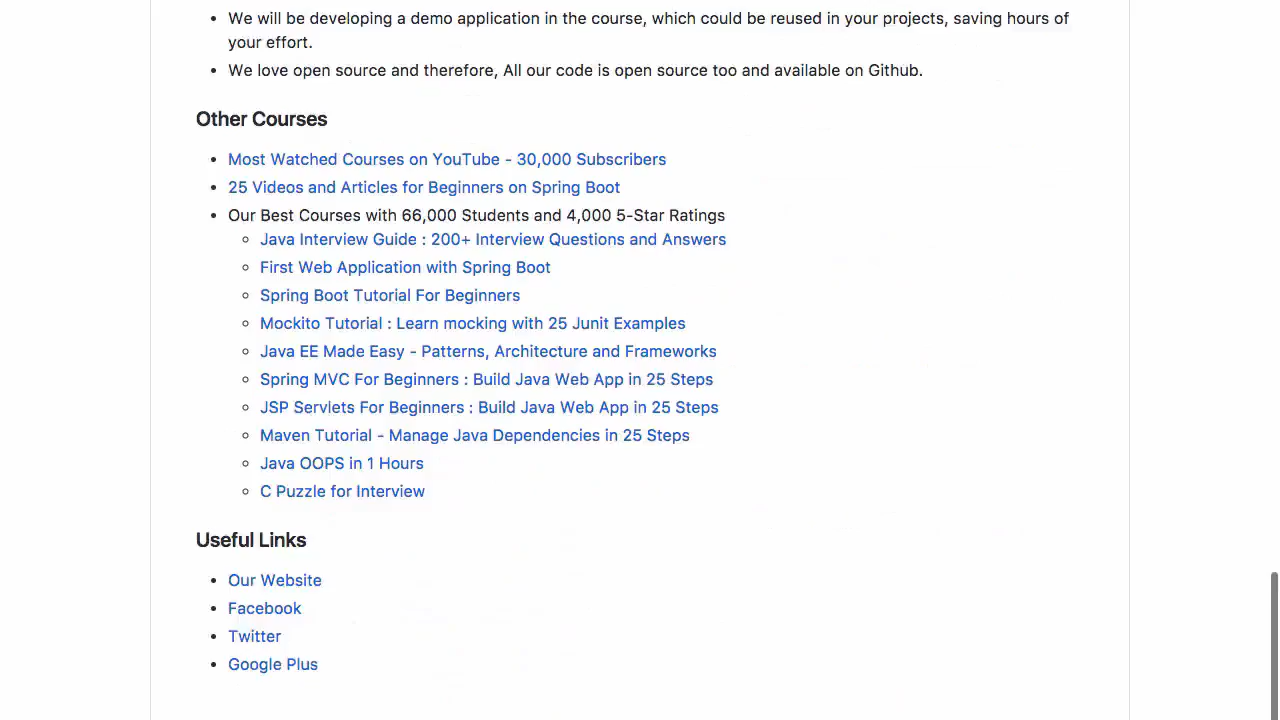 We will be developing a demo application in the course, which could be reused in your projects, saving hours of
your effort.
We love open source and therefore, All our code is open source too and available on Github.
Other Courses
Most Watched Courses on YouTube - 30,000 Subscribers
25 Videos and Articles for Beginners on Spring Boot
Our Best Courses with 66,000 Students and 4,000 5-Star Ratings
Java Interview Guide : 200+ Interview Questions and Answers
First Web Application with Spring Boot
Spring Boot Tutorial For Beginners
Mockito Tutorial : Learn mocking with 25 Junit Examples
Java EE Made Easy - Patterns, Architecture and Frameworks
Spring MVC For Beginners : Build Java Web App in 25 Steps
JSP Servlets For Beginners : Build Java Web App in 25 Steps
Maven Tutorial - Manage Java Dependencies in 25 Steps
Java OOPS in 1 Hours
C Puzzle for Interview
Useful Links
Our Website
Facebook
Twitter
Google Plus